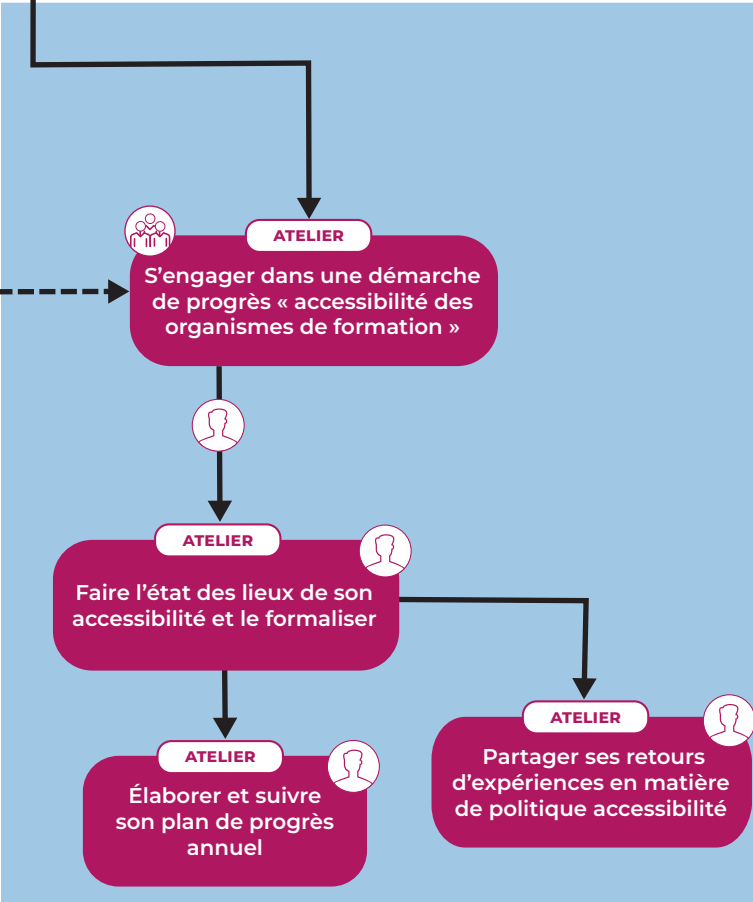 ATELIER
S’engager dans une démarche
de progrès « accessibilité des
organismes de formation »
ATELIER
Faire l’état des lieux de son
accessibilité et le formaliser
ATELIER
Élaborer et suivre
son plan de progrès
annuel
ATELIER
Partager ses retours
d’expériences en matière
de politique accessibilité